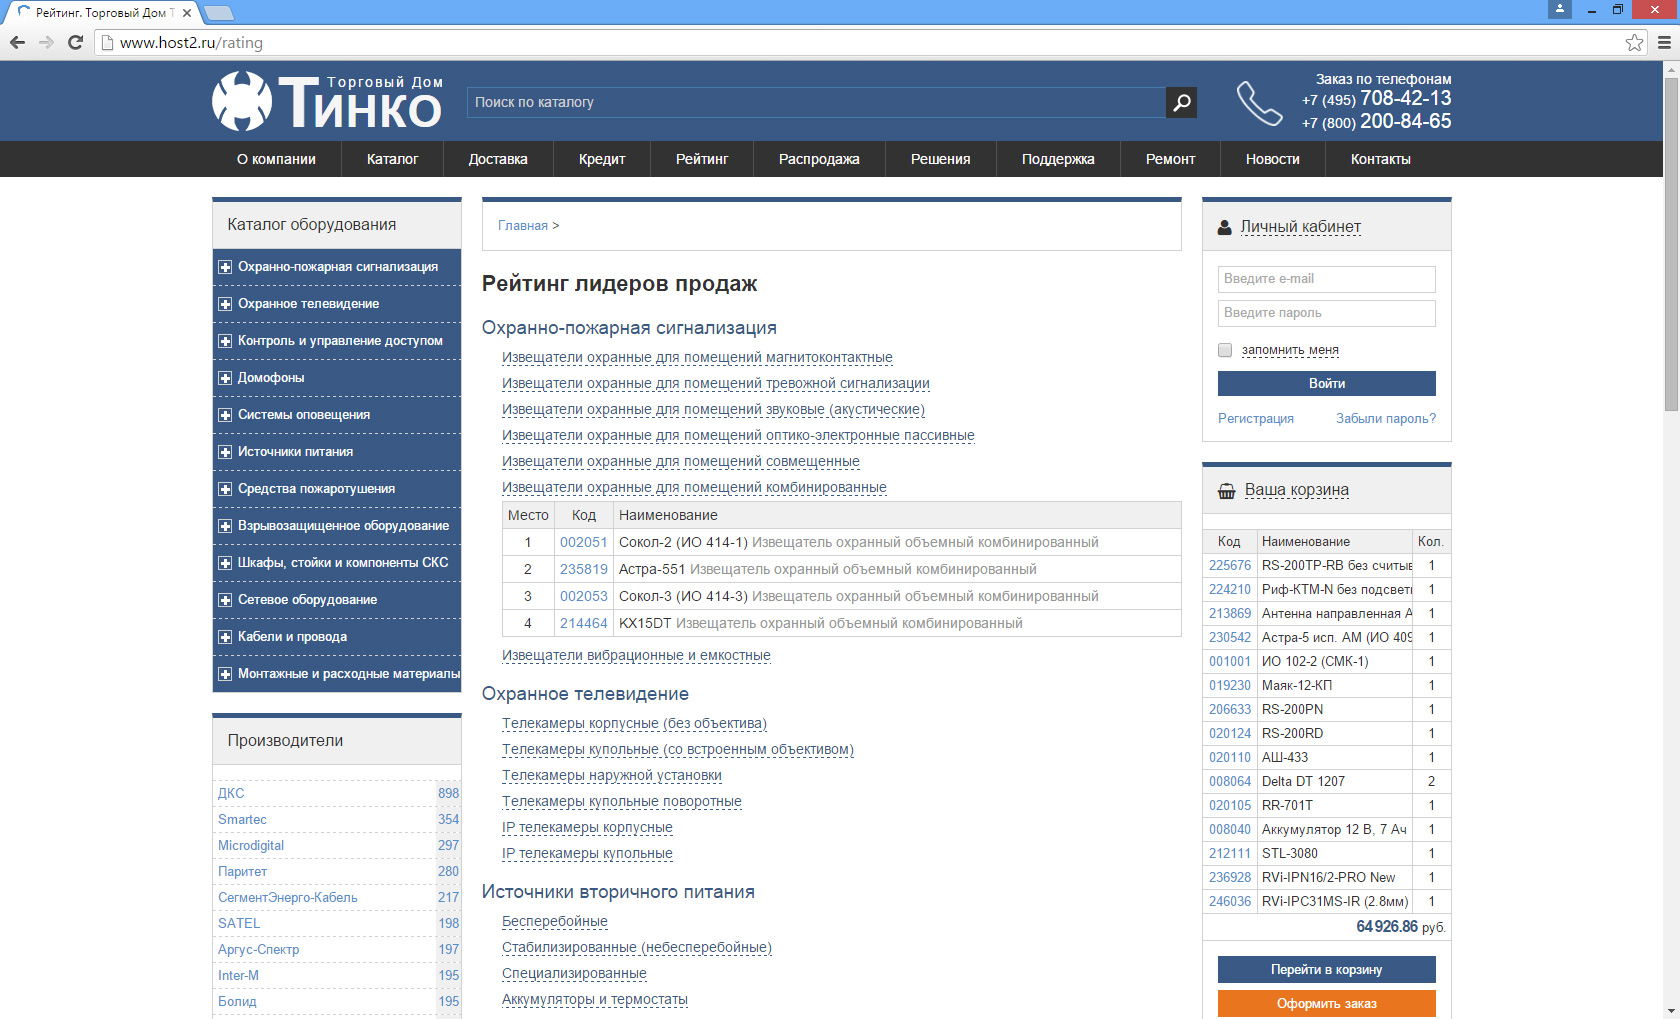 Рейтинг. Торговый Дом Т
www.host2.ru/rating
Торговый Дом
Тинко
Поиск по каталогу
Заказ по телефонам
+7 (495) 708-42-13
+7 (800) 200-84-65
О компании Каталог Доставка Кредит Рейтинг Распродажа Решения Поддержка Ремонт Новости Контакты
Каталог оборудования
Охранно-пожарная сигнализация
Охранное телевидение
Контроль и управление доступом
Домофоны
Системы оповещения
Источники питания
Средства пожаротушения
Взрывозащищенное оборудование
Шкафы, стойки и компоненты СКС
Сетевое оборудование
Кабели и провода
Монтажные и расходные материалы
Производители
ДКС 898
Smartec 354
Microdigital 297
Паритет 280
СегментЭнерго-Кабель 217
SATEL 198
Аргус-Спектр 197
Inter-M 195
Болид 195
Главная >
Рейтинг лидеров продаж
Охранно-пожарная сигнализация
Извещатели охранные для помещений магнитоконтактные
Извещатели охранные для помещений тревожной сигнализации
Извещатели охранные для помещений звуковые (акустические)
Извещатели охранные для помещений оптико-электронные пассивные
Извещатели охранные для помещений совмещенные
Извещатели охранные для помещений комбинированные
Место Код Наименование
1 002051 Сокол-2 (ИО 414-1) Извещатель охранный объемный комбинированный
2 235819 Астра-551 Извещатель охранный объемный комбинированный
3 002053 Сокол-3 (ИО 414-3) Извещатель охранный объемный комбинированный
4 214464 KX15DT Извещатель охранный объемный комбинированный
Извещатели вибрационные и емкостные
Охранное телевидение
Телекамеры корпусные (без объектива)
Телекамеры купольные (со встроенным объективом)
Телекамеры наружной установки
Телекамеры купольные поворотные
IP телекамеры корпусные
IP телекамеры купольные
Источники вторичного питания
Бесперебойные
Стабилизированные (небесперебойные)
Специализированные
Аккумуляторы и термостаты
Личный кабинет
Введите e-mail
Введите пароль
запомнить меня
Войти
Регистрация Забыли пароль?
Ваша корзина
Код Наименование Кол.
225676 RS-200TP-RB без считыв 1
224210 Риф-КТМ-N без подсветк 1
213869 Антенна направленная А 1
230542 Астра-5 исп. АМ (ИО 409 1
001001 ИО 102-2 (СМК-1) 1
019230 Маяк-12-КП 1
206633 RS-200PN 1
020124 RS-200RD 1
020110 АШ-433 1
008064 Delta DT 1207 2
020105 RR-701T 1
008040 Аккумулятор 12 В, 7 Ач 1
212111 STL-3080 1
236928 RVi-IPN16/2-PRO New 1
246036 RVi-IPC31MS-IR (2.8мм) 1
64 926.86 руб.
Перейти в корзину
Оформить заказ